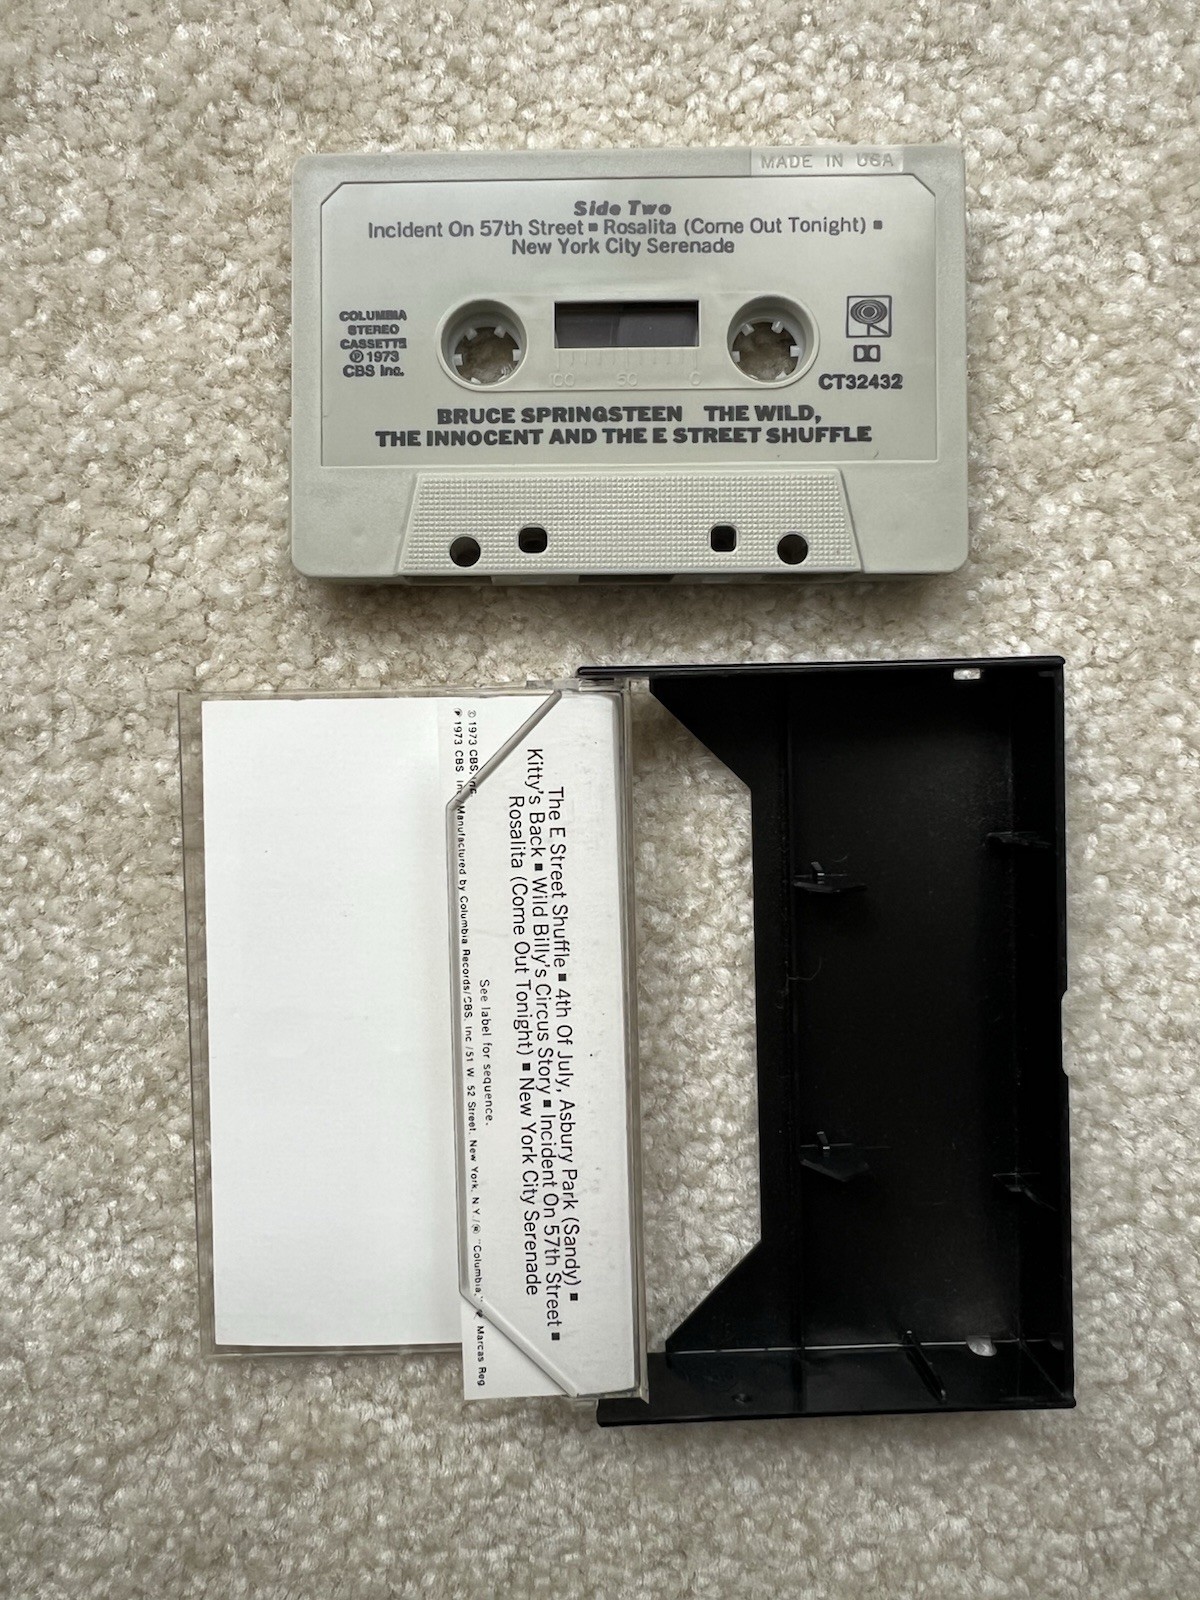 MADE IN USA
Side Two
Incident On 57th Street ▪ Rosalita (Come Out Tonight) ▪
New York City Serenade
COLUMBIA
STEREO
CASSETTE
℗ 1973
CBS Inc.
100 50 0
CT32432
BRUCE SPRINGSTEEN THE WILD,
THE INNOCENT AND THE E STREET SHUFFLE
The E Street Shuffle ▪ 4th Of July, Asbury Park (Sandy) ▪
Kitty's Back ▪ Wild Billy's Circus Story ▪ Incident On 57th Street ▪
Rosalita (Come Out Tonight) ▪ New York City Serenade
See label for sequence.
© 1973 CBS, Inc.
℗ 1973 CBS, Inc./Manufactured by Columbia Records/CBS, Inc./51 W. 52 Street, New York, N.Y./® "Columbia," Marcas Reg.